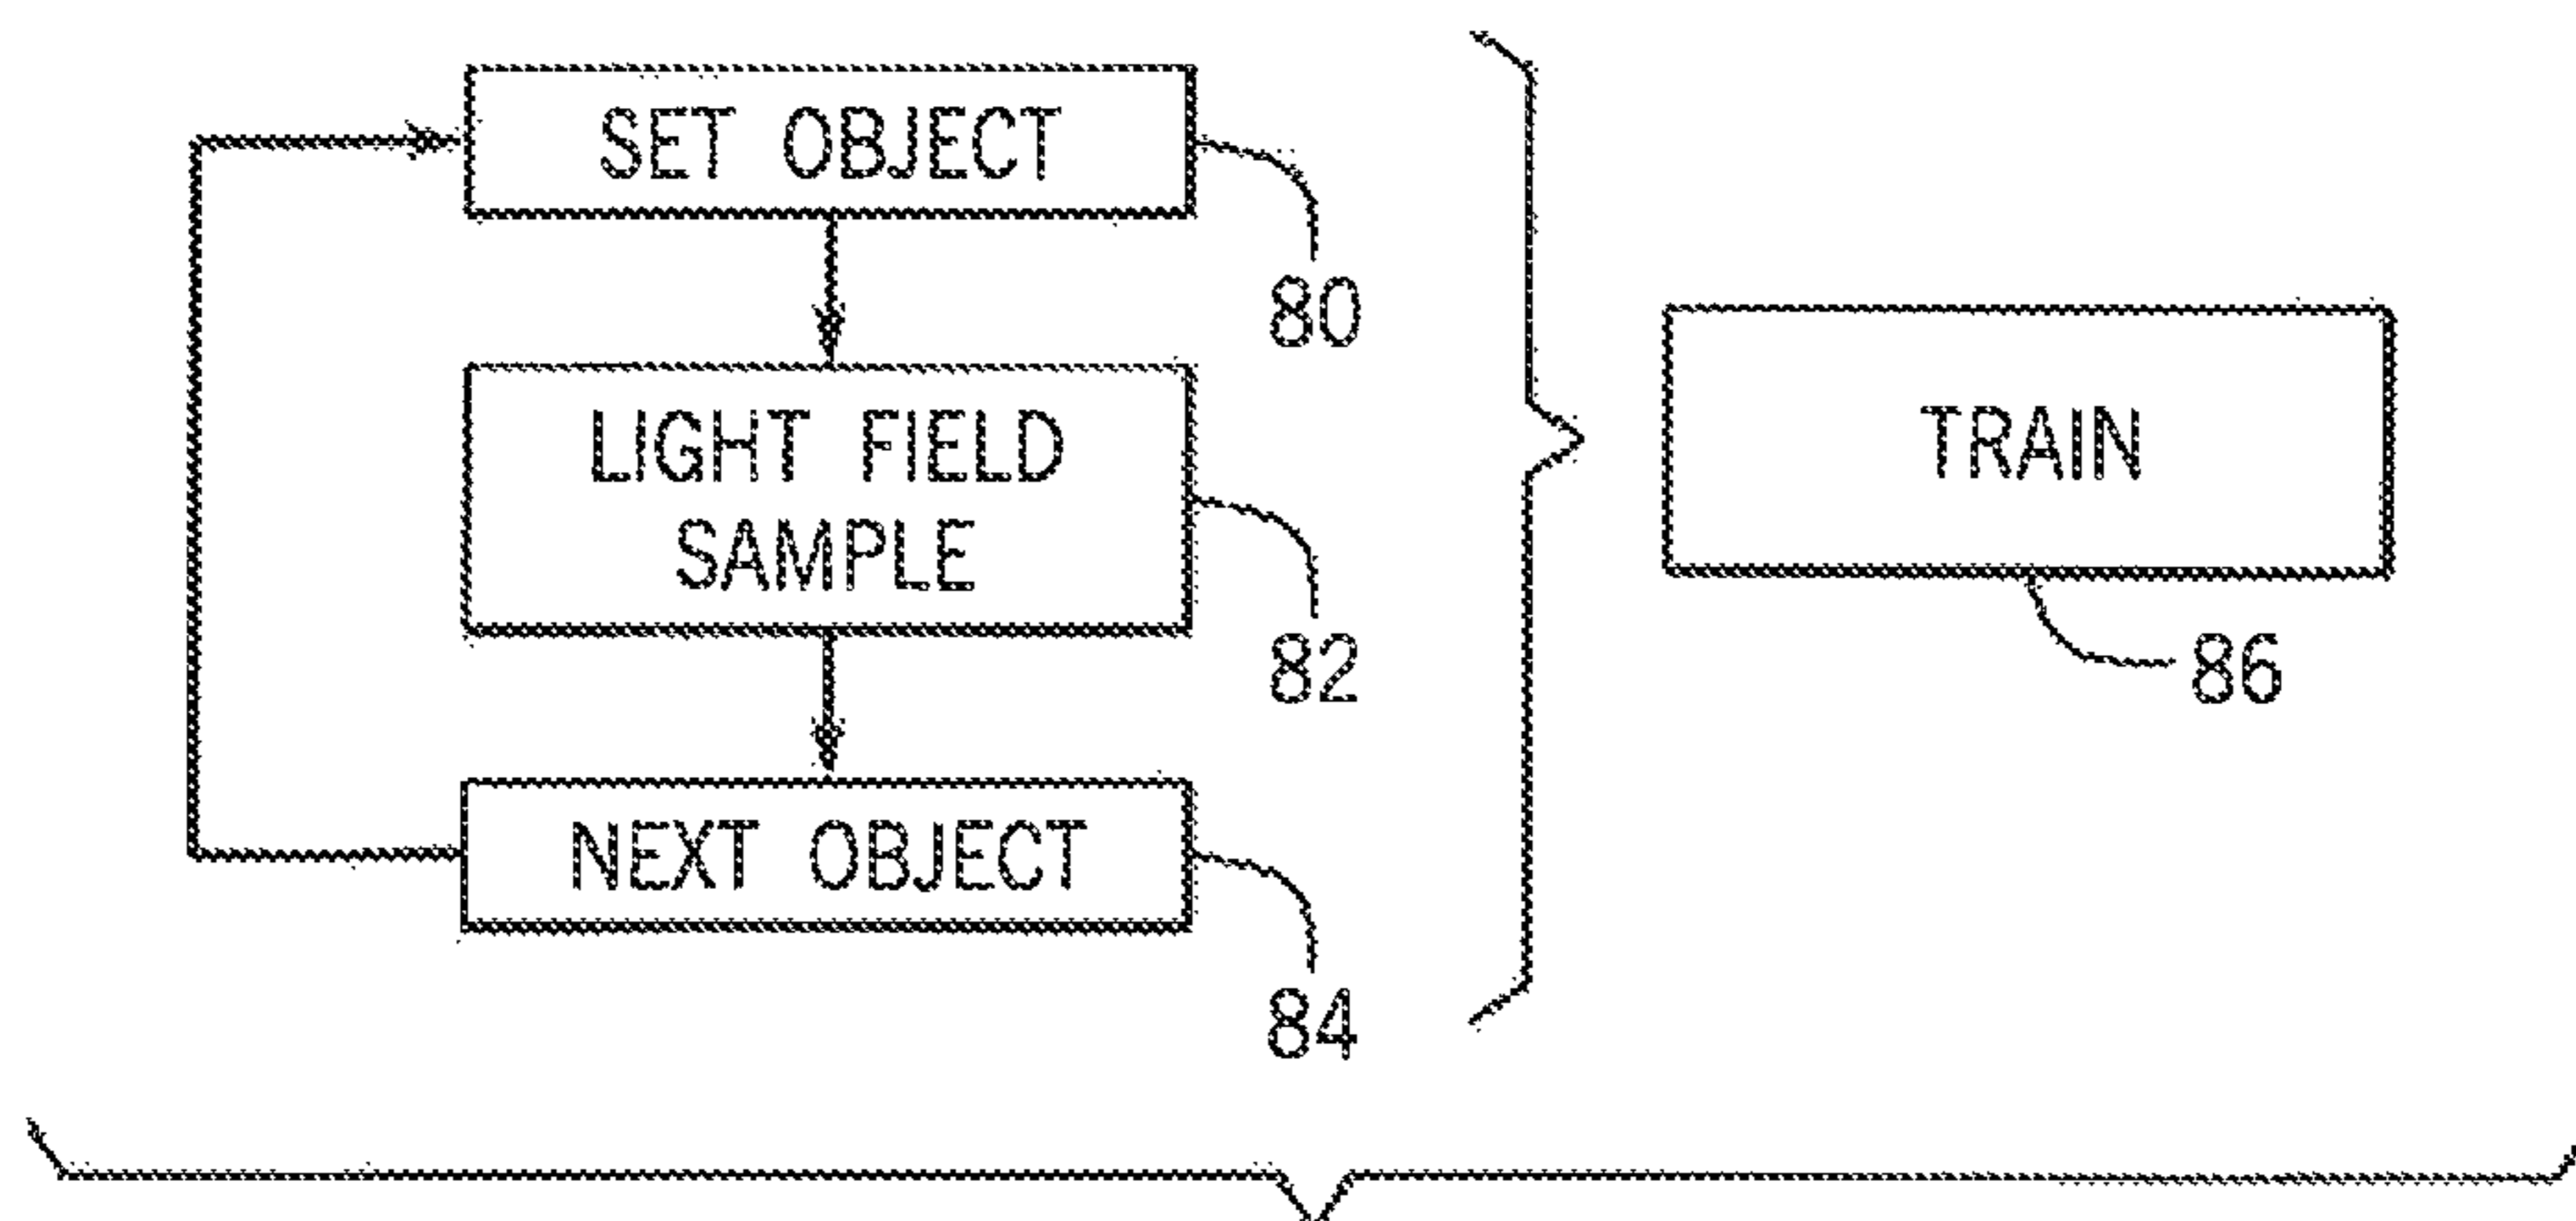 SET OBJECT
80
LIGHT FIELD
SAMPLE
82
NEXT OBJECT
84
TRAIN
86